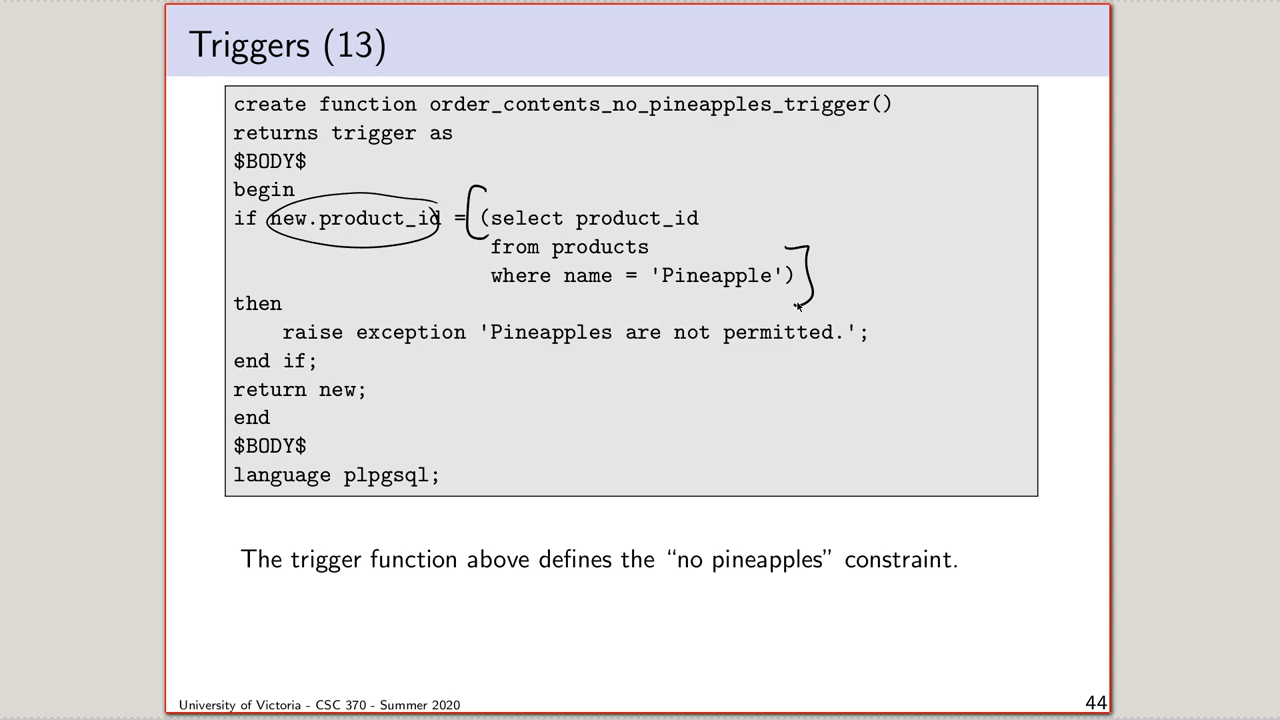 Triggers (13)
create function order_contents_no_pineapples_trigger()
returns trigger as
$BODY$
begin
if new.product_id = (select product_id
from products
where name = 'Pineapple')
then
raise exception 'Pineapples are not permitted.';
end if;
return new;
end
$BODY$
language plpgsql;
The trigger function above defines the “no pineapples” constraint.
University of Victoria - CSC 370 - Summer 2020
44